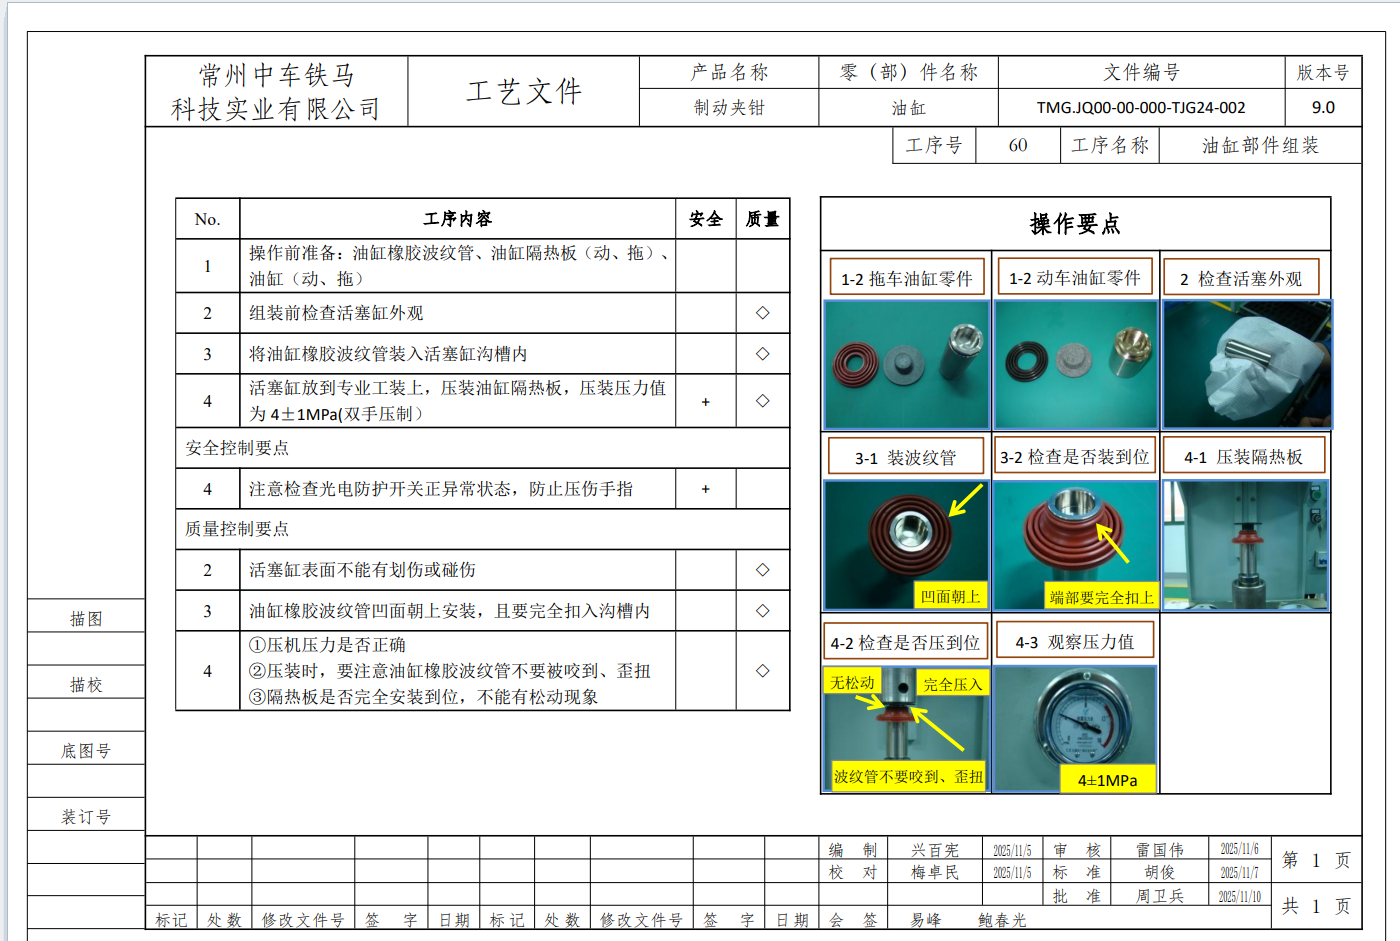 常州中车铁马
科技实业有限公司
工艺文件
产品名称
零（部）件名称
文件编号
版本号
制动夹钳
油缸
TMG.JQ00-00-000-TJG24-002
9.0
工序号
60
工序名称
油缸部件组装
No.
工序内容
安全
质量
1
操作前准备：油缸橡胶波纹管、油缸隔热板（动、拖）、
油缸（动、拖）
2
组装前检查活塞缸外观
◇
3
将油缸橡胶波纹管装入活塞缸沟槽内
◇
4
活塞缸放到专业工装上，压装油缸隔热板，压装压力值
为 4±1MPa(双手压制）
+
◇
安全控制要点
4
注意检查光电防护开关正异常状态，防止压伤手指
+
质量控制要点
2
活塞缸表面不能有划伤或碰伤
◇
3
油缸橡胶波纹管凹面朝上安装，且要完全扣入沟槽内
◇
4
①压机压力是否正确
②压装时，要注意油缸橡胶波纹管不要被咬到、歪扭
③隔热板是否完全安装到位，不能有松动现象
◇
操作要点
1-2 拖车油缸零件
1-2 动车油缸零件
2 检查活塞外观
3-1 装波纹管
3-2 检查是否装到位
4-1 压装隔热板
凹面朝上
端部要完全扣上
4-2 检查是否压到位
4-3 观察压力值
无松动
完全压入
波纹管不要咬到、歪扭
4±1MPa
描图
描校
底图号
装订号
编 制
兴百宪
2025/11/5
审 核
雷国伟
2025/11/6
校 对
梅卓民
2025/11/5
标 准
胡俊
2025/11/7
批 准
周卫兵
2025/11/10
第 1 页
共 1 页
标记
处数
修改文件号
签 字
日期
标记
处数
修改文件号
签 字
日期
会 签
易峰
鲍春光